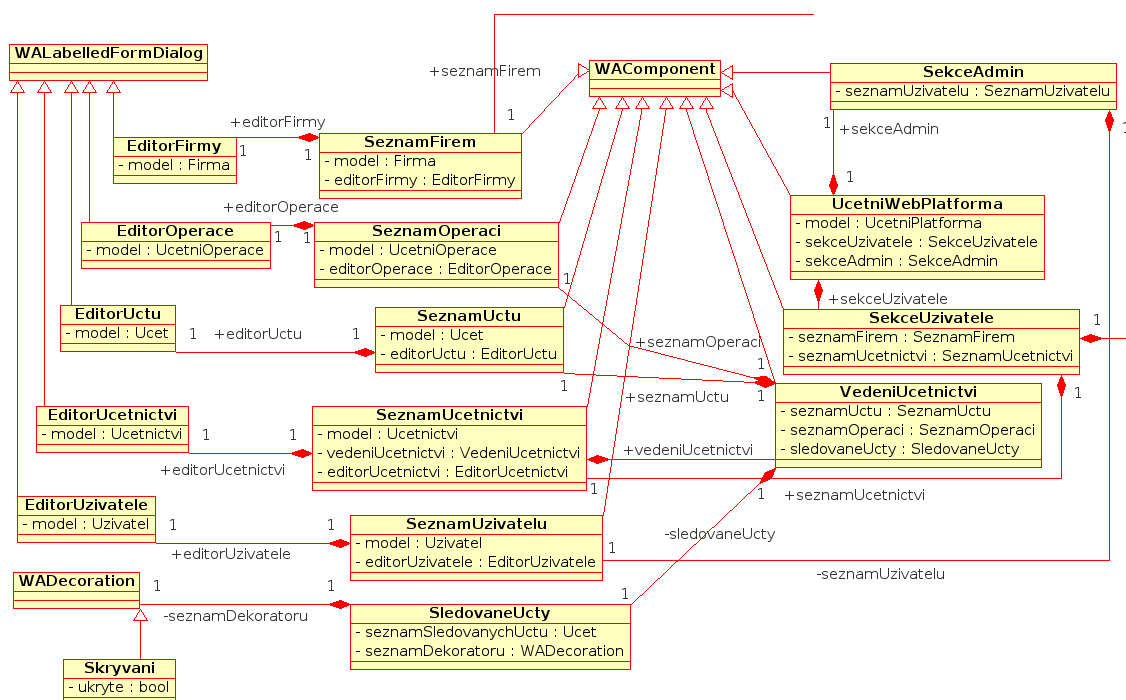 WALabelledFormDialog
+seznamFirem
1
WAComponent
SekceAdmin
- seznamUzivatelu : SeznamUzivatelu
1
+sekceAdmin
1
1
+editorFirmy
1
1
EditorFirmy
- model : Firma
SeznamFirem
- model : Firma
- editorFirmy : EditorFirmy
UcetniWebPlatforma
- model : UcetniPlatforma
- sekceUzivatele : SekceUzivatele
- sekceAdmin : SekceAdmin
+editorOperace
1
1
EditorOperace
- model : UcetniOperace
SeznamOperaci
- model : UcetniOperace
- editorOperace : EditorOperace
1
+sekceUzivatele
SekceUzivatele
- seznamFirem : SeznamFirem
- seznamUcetnictvi : SeznamUcetnictvi
1
1
EditorUctu
- model : Ucet
1
+editorUctu
1
SeznamUctu
- model : Ucet
- editorUctu : EditorUctu
1
+seznamOperaci
1
+seznamUctu
1
VedeniUcetnictvi
- seznamUctu : SeznamUctu
- seznamOperaci : SeznamOperaci
- sledovaneUcty : SledovaneUcty
EditorUcetnictvi
- model : Ucetnictvi
1
1
+editorUcetnictvi
SeznamUcetnictvi
- model : Ucetnictvi
- vedeniUcetnictvi : VedeniUcetnictvi
- editorUcetnictvi : EditorUcetnictvi
+vedeniUcetnictvi
1
1
+seznamUcetnictvi
EditorUzivatele
- model : Uzivatel
1
1
+editorUzivatele
SeznamUzivatelu
- model : Uzivatel
- editorUzivatele : EditorUzivatele
-sledovaneUcty
1
-seznamUzivatelu
WADecoration
1
1
-seznamDekoratoru
1
SledovaneUcty
- seznamSledovanychUctu : Ucet
- seznamDekoratoru : WADecoration
Skryvani
- ukryte : bool